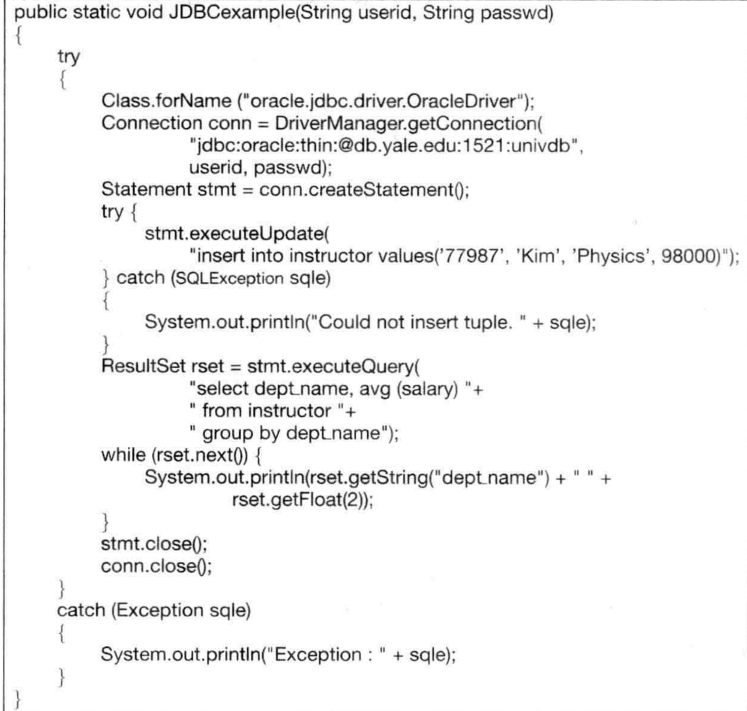 public static void JDBCexample(String userid, String passwd)
{
try
{
Class.forName ("oracle.jdbc.driver.OracleDriver");
Connection conn = DriverManager.getConnection(
"jdbc:oracle:thin:@db.yale.edu:1521:univdb",
userid, passwd);
Statement stmt = conn.createStatement();
try {
stmt.executeUpdate(
"insert into instructor values('77987', 'Kim', 'Physics', 98000)");
} catch (SQLException sqle)
{
System.out.println("Could not insert tuple. " + sqle);
}
ResultSet rset = stmt.executeQuery(
"select dept_name, avg (salary) "+
" from instructor "+
" group by dept_name");
while (rset.next()) {
System.out.println(rset.getString("dept_name") + " " +
rset.getFloat(2));
}
stmt.close();
conn.close();
}
catch (Exception sqle)
{
System.out.println("Exception : " + sqle);
}
}